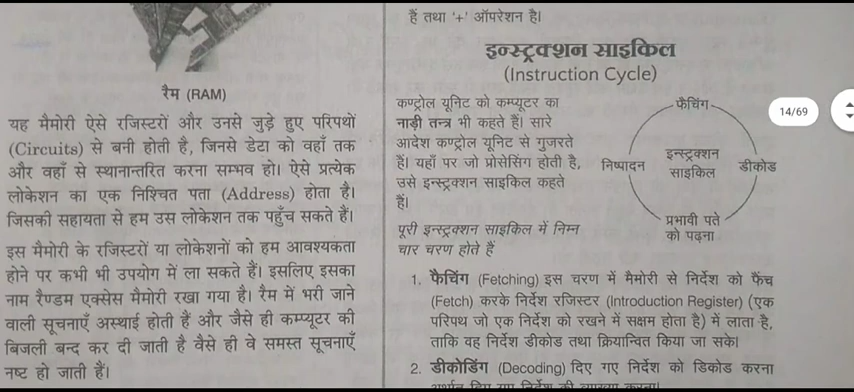 रैम (RAM)
यह मैमोरी ऐसे रजिस्टरों और उनसे जुड़े हुए परिपथों
(Circuits) से बनी होती है, जिनसे डेटा को वहाँ तक
और वहाँ से स्थानान्तरित करना सम्भव हो। ऐसे प्रत्येक
लोकेशन का एक निश्चित पता (Address) होता है।
जिसकी सहायता से हम उस लोकेशन तक पहुँच सकते हैं।
इस मैमोरी के रजिस्टरों या लोकेशनों को हम आवश्यकता
होने पर कभी भी उपयोग में ला सकते हैं। इसलिए इसका
नाम रैण्डम एक्सेस मैमोरी रखा गया है। रैम में भरी जाने
वाली सूचनाएँ अस्थाई होती हैं और जैसे ही कम्प्यूटर की
बिजली बन्द कर दी जाती है वैसे ही वे समस्त सूचनाएँ
नष्ट हो जाती हैं।
हैं तथा '+' ऑपरेशन है।
इन्स्ट्रक्शन साइकिल
(Instruction Cycle)
कण्ट्रोल यूनिट को कम्प्यूटर का
नाड़ी तन्त्र भी कहते हैं। सारे
आदेश कण्ट्रोल यूनिट से गुजरते
हैं। यहाँ पर जो प्रोसेसिंग होती है,
उसे इन्स्ट्रक्शन साइकिल कहते
हैं।
फैचिंग
निष्पादन
इन्स्ट्रक्शन
साइकिल
डीकोड
प्रभावी पते
को पढ़ना
पूरी इन्स्ट्रक्शन साइकिल में निम्न
चार चरण होते हैं
1. फैचिंग (Fetching) इस चरण में मैमोरी से निर्देश को फैंच
(Fetch) करके निर्देश रजिस्टर (Introduction Register) (एक
परिपथ जो एक निर्देश को रखने में सक्षम होता है) में लाता है,
ताकि वह निर्देश डीकोड तथा क्रियान्वित किया जा सके।
2. डीकोडिंग (Decoding) दिए गए निर्देश को डिकोड करना
अर्थात् दिए गए निर्देश की व्याख्या करना।
14/69